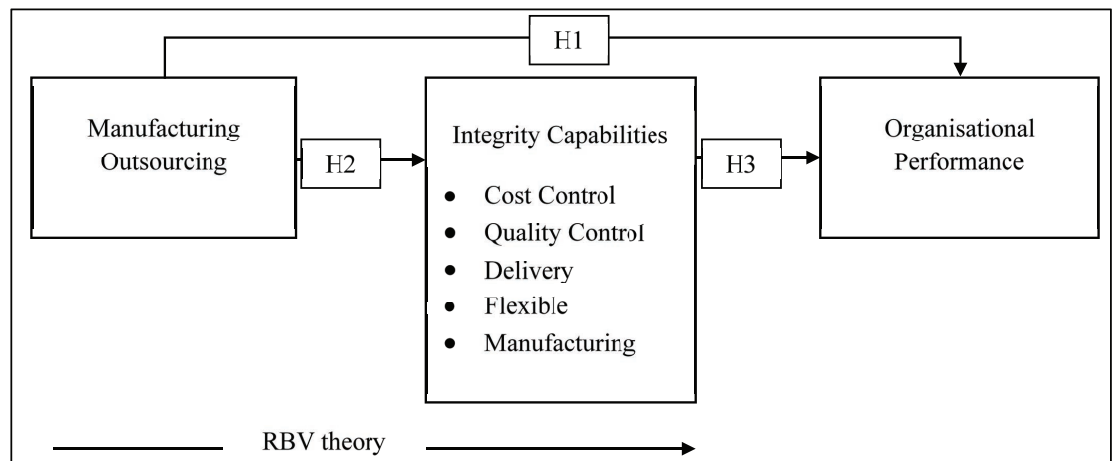 H1
Manufacturing
Outsourcing
H2
Integrity Capabilities
• Cost Control
• Quality Control
• Delivery
• Flexible
• Manufacturing
H3
Organisational
Performance
RBV theory